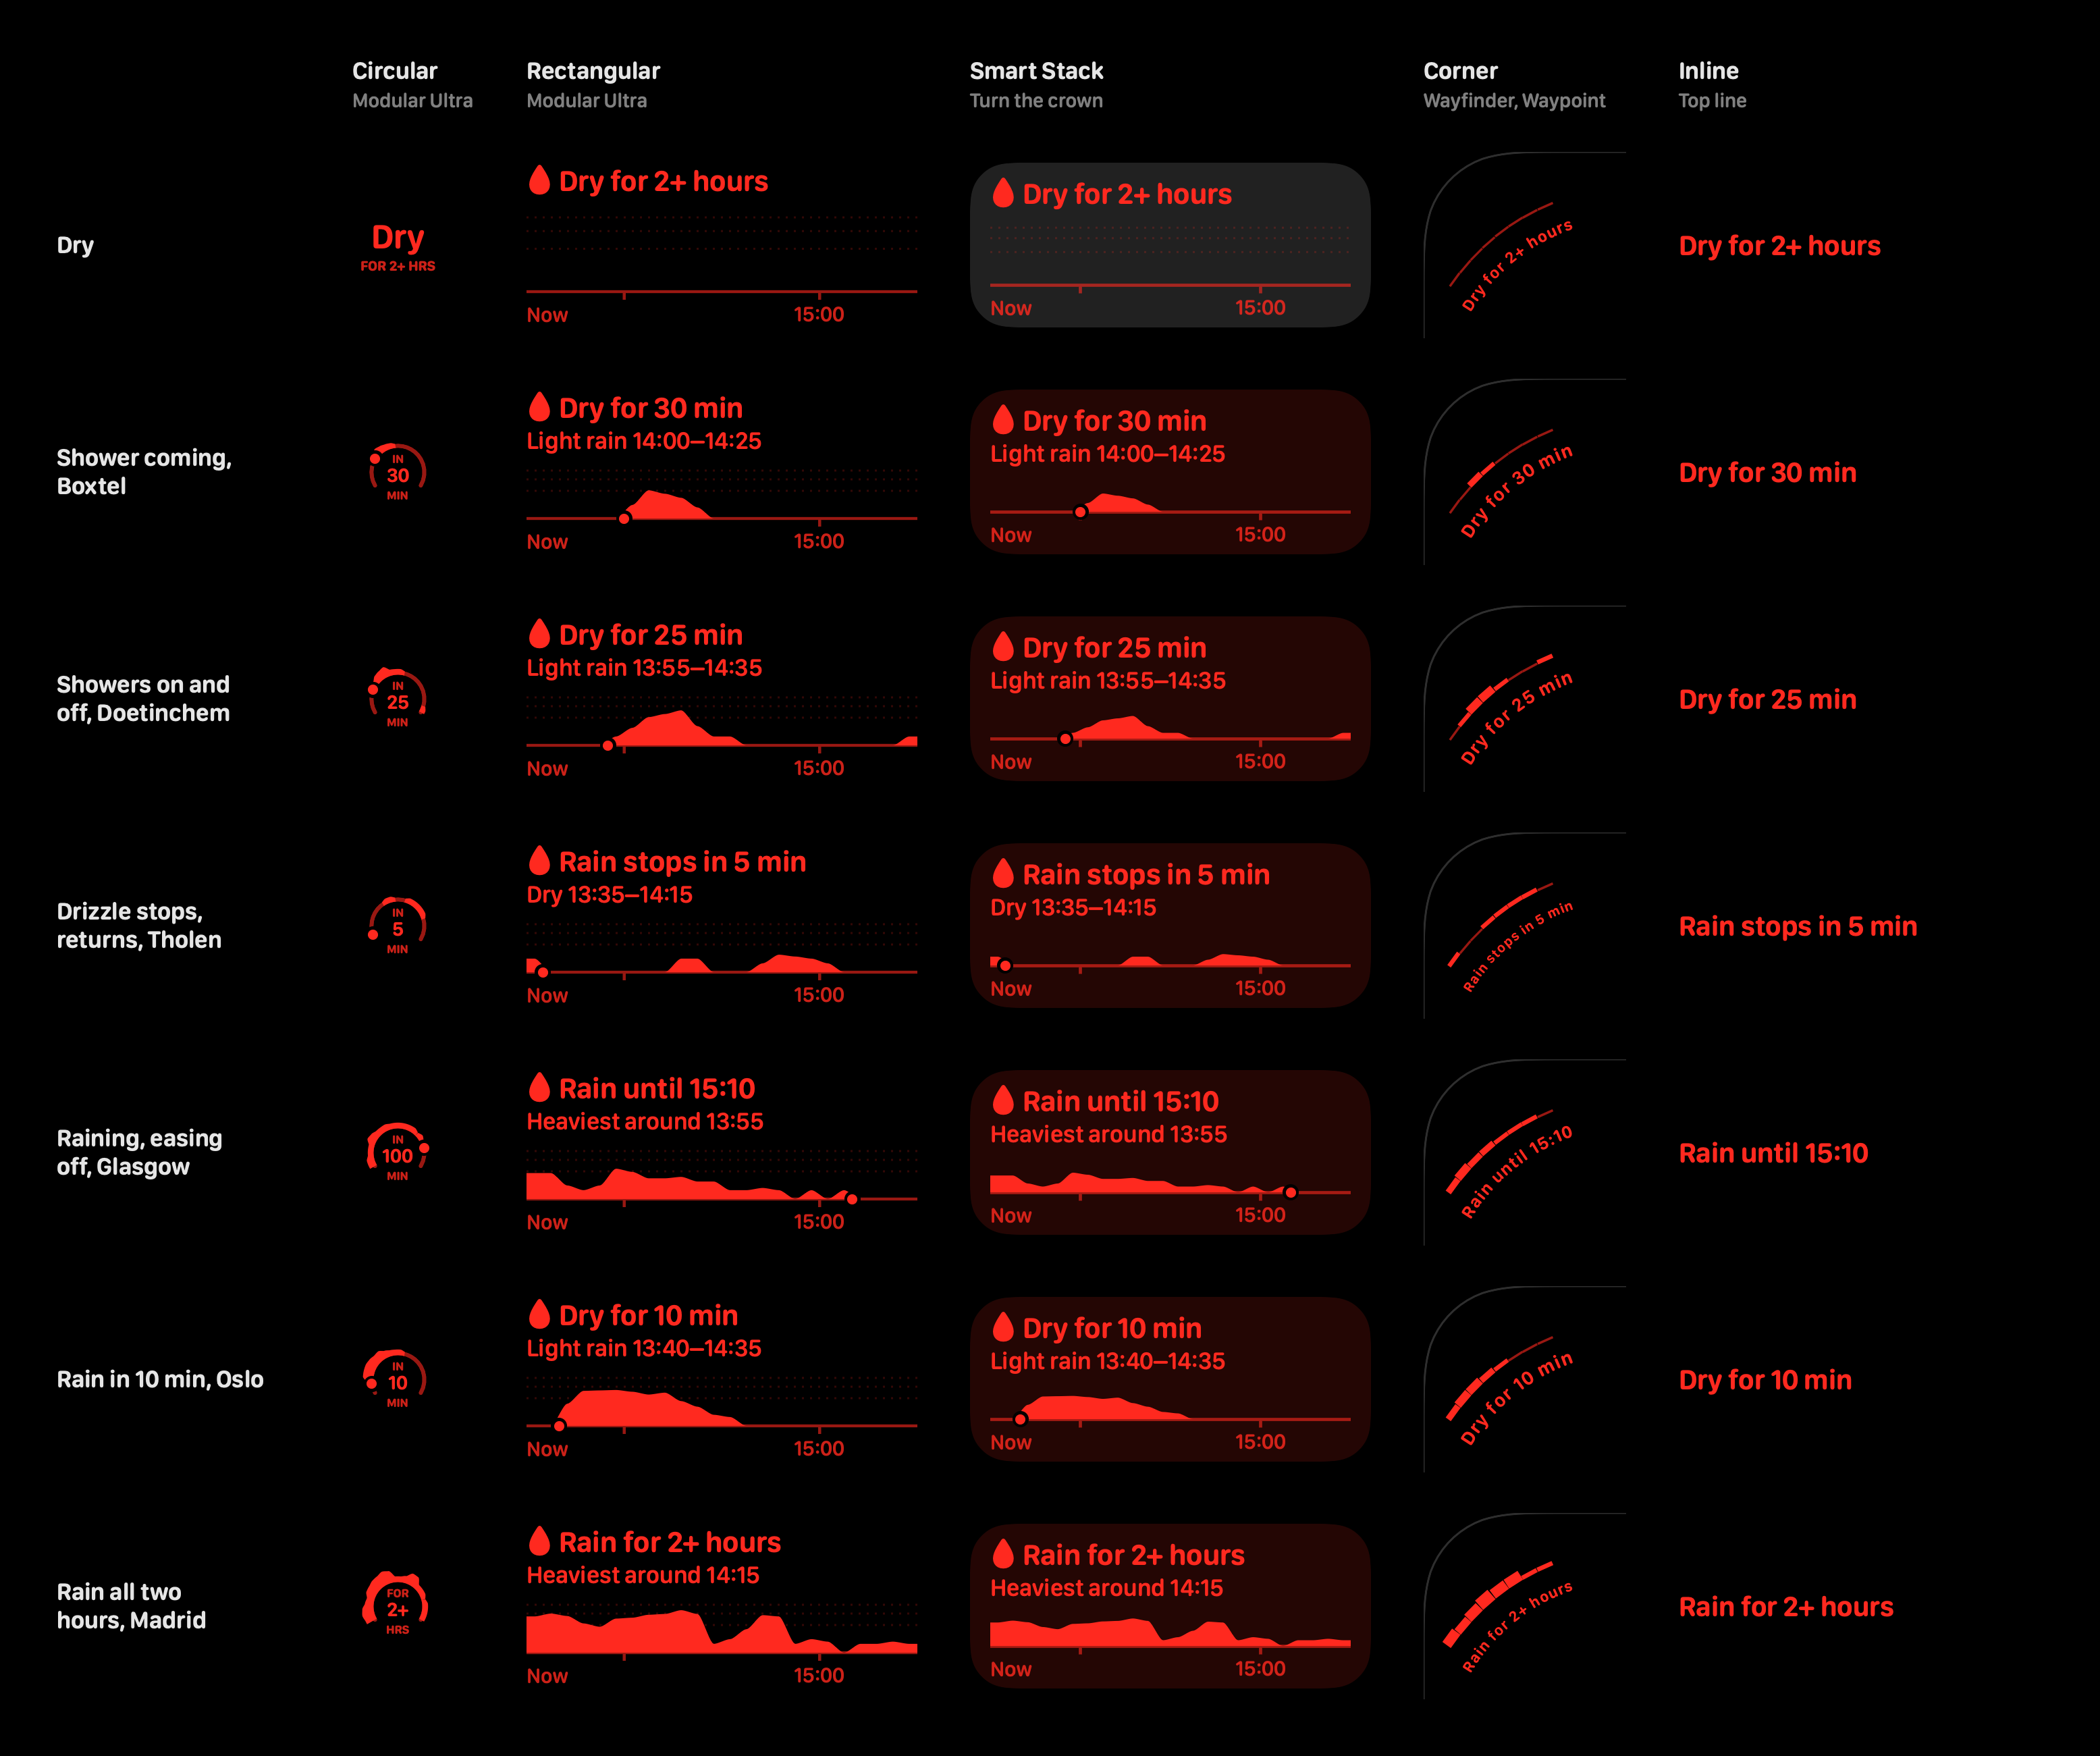 Circular
Modular Ultra
Rectangular
Modular Ultra
Smart Stack
Turn the crown
Corner
Wayfinder, Waypoint
Inline
Top line
Dry
Dry
FOR 2+ HRS
Dry for 2+ hours
Now
15:00
Dry for 2+ hours
Now
15:00
Dry for 2+ hours
Dry for 2+ hours
Shower coming,
Boxtel
IN
30
MIN
Dry for 30 min
Light rain 14:00–14:25
Now
15:00
Dry for 30 min
Light rain 14:00–14:25
Now
15:00
Dry for 30 min
Dry for 30 min
Showers on and
off, Doetinchem
IN
25
MIN
Dry for 25 min
Light rain 13:55–14:35
Now
15:00
Dry for 25 min
Light rain 13:55–14:35
Now
15:00
Dry for 25 min
Dry for 25 min
Drizzle stops,
returns, Tholen
IN
5
MIN
Rain stops in 5 min
Dry 13:35–14:15
Now
15:00
Rain stops in 5 min
Dry 13:35–14:15
Now
15:00
Rain stops in 5 min
Rain stops in 5 min
Raining, easing
off, Glasgow
IN
100
MIN
Rain until 15:10
Heaviest around 13:55
Now
15:00
Rain until 15:10
Heaviest around 13:55
Now
15:00
Rain until 15:10
Rain until 15:10
Rain in 10 min, Oslo
IN
10
MIN
Dry for 10 min
Light rain 13:40–14:35
Now
15:00
Dry for 10 min
Light rain 13:40–14:35
Now
15:00
Dry for 10 min
Dry for 10 min
Rain all two
hours, Madrid
FOR
2+
HRS
Rain for 2+ hours
Heaviest around 14:15
Now
15:00
Rain for 2+ hours
Heaviest around 14:15
Now
15:00
Rain for 2+ hours
Rain for 2+ hours